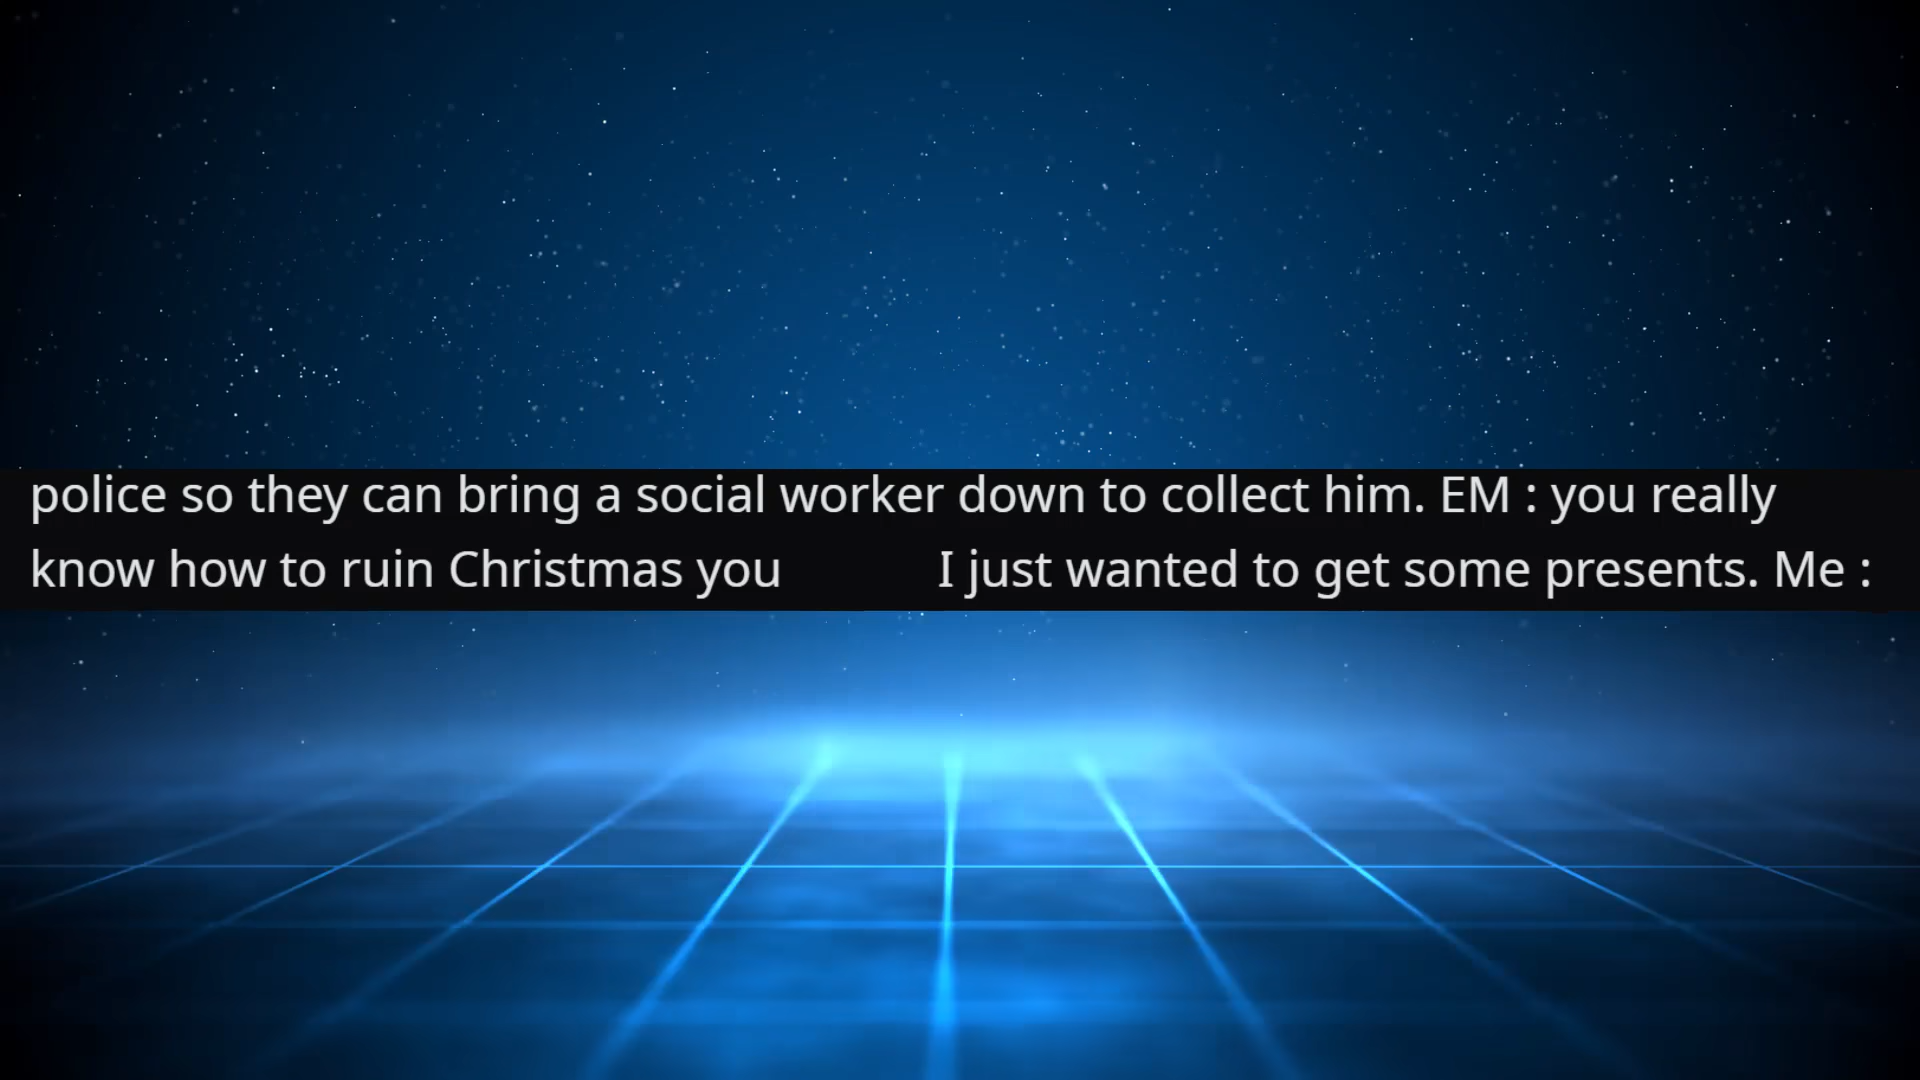 police so they can bring a social worker down to collect him. EM : you really
know how to ruin Christmas you I just wanted to get some presents. Me :